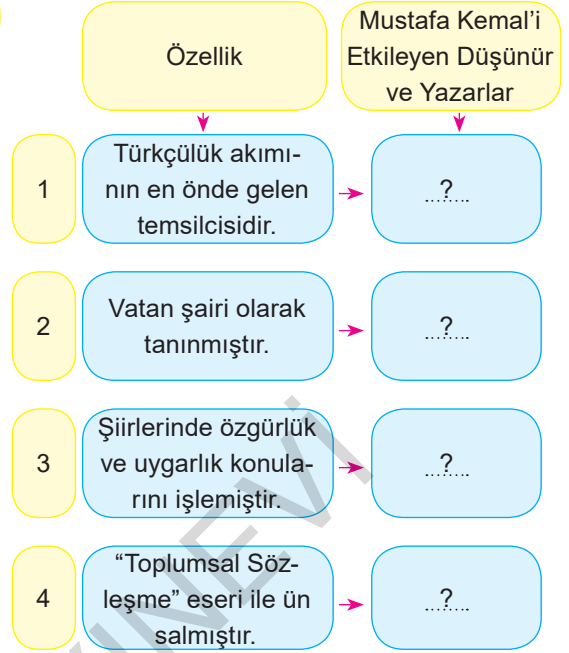 Özellik
Mustafa Kemal’i
Etkileyen Düşünür
ve Yazarlar
1
Türkçülük akımı-
nın en önde gelen
temsilcisidir.
...?....
2
Vatan şairi olarak
tanınmıştır.
...?....
3
Şiirlerinde özgürlük
ve uygarlık konula-
rını işlemiştir.
...?....
4
“Toplumsal Söz-
leşme” eseri ile ün
salmıştır.
...?....
INEVİ